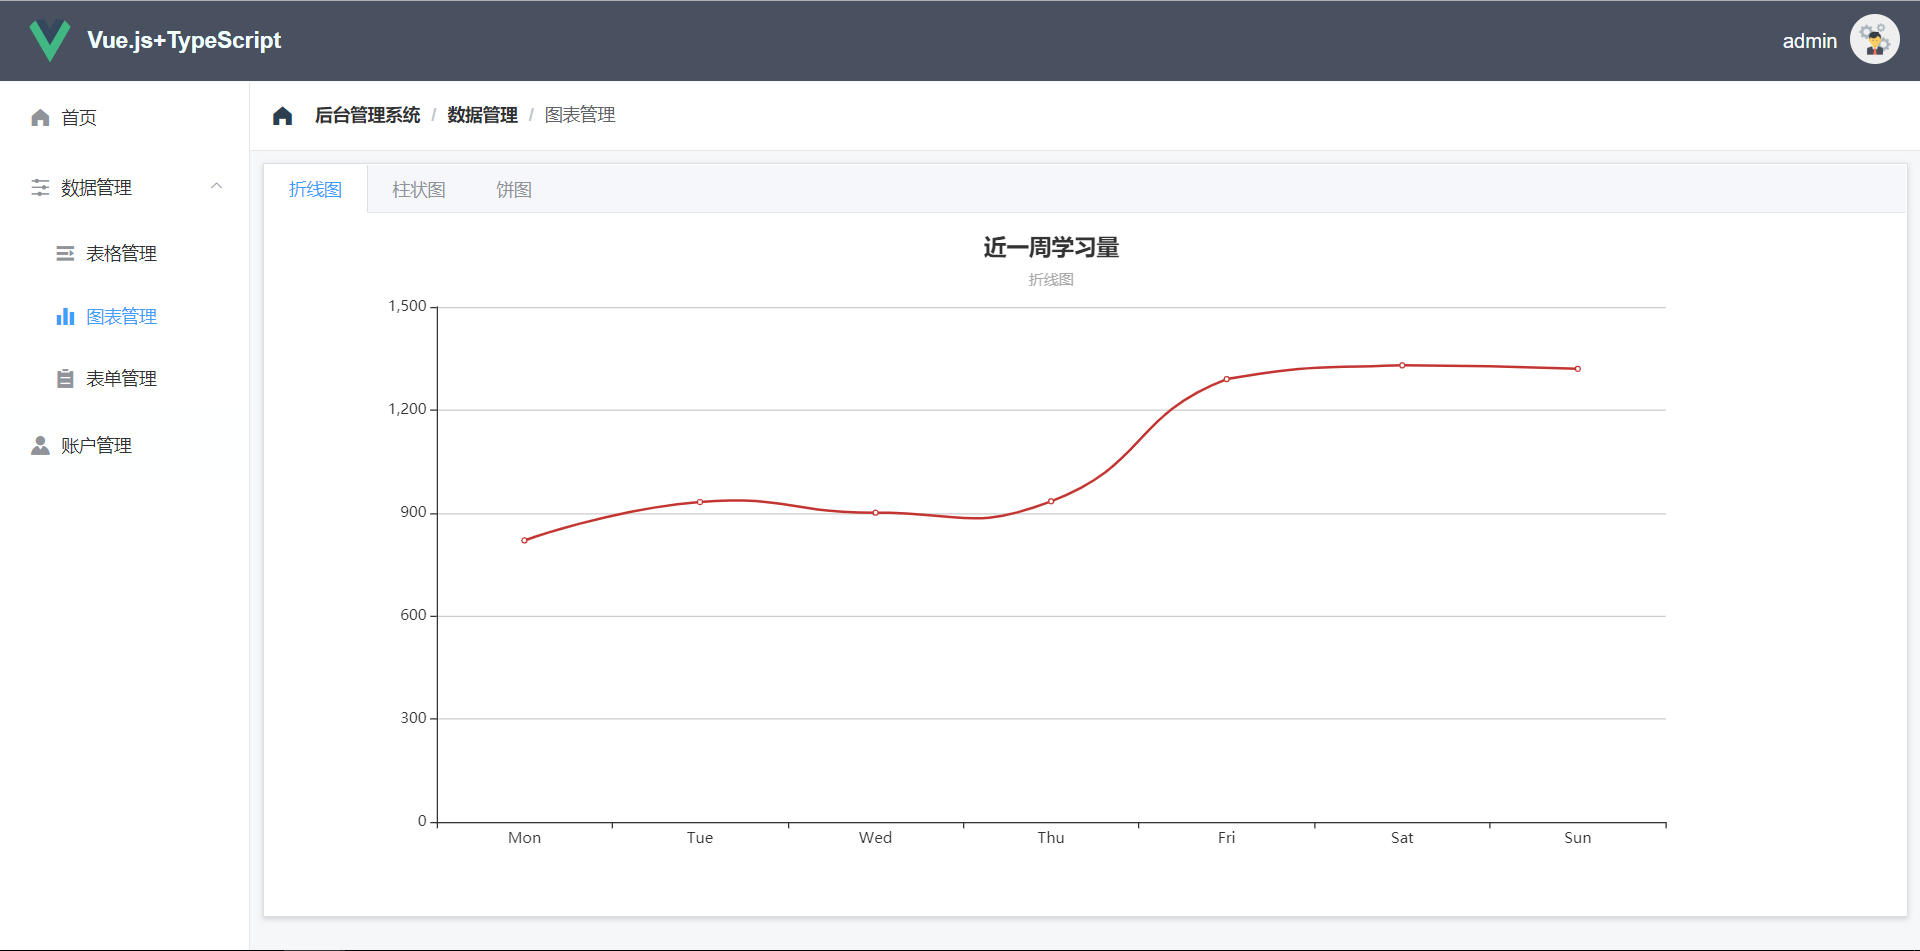 Vue.js+TypeScript
admin
首页
数据管理
表格管理
图表管理
表单管理
账户管理
后台管理系统 / 数据管理 / 图表管理
折线图 柱状图 饼图
近一周学习量
折线图
1,500
1,200
900
600
300
0
Mon Tue Wed Thu Fri Sat Sun